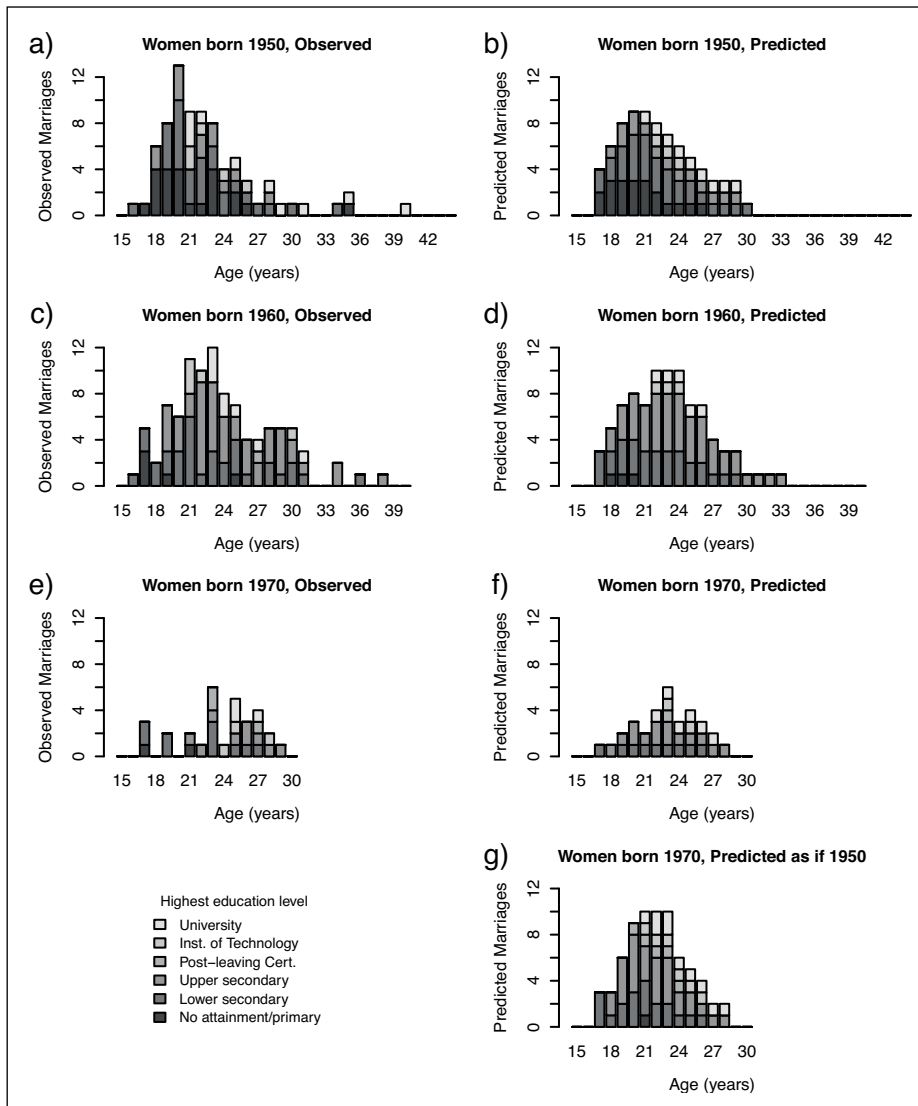 a)
Women born 1950, Observed
Observed Marriages
0 4 8 12
15 18 21 24 27 30 33 36 39 42
Age (years)
b)
Women born 1950, Predicted
Predicted Marriages
0 4 8 12
15 18 21 24 27 30 33 36 39 42
Age (years)
c)
Women born 1960, Observed
Observed Marriages
0 4 8 12
15 18 21 24 27 30 33 36 39
Age (years)
d)
Women born 1960, Predicted
Predicted Marriages
0 4 8 12
15 18 21 24 27 30 33 36 39
Age (years)
e)
Women born 1970, Observed
Observed Marriages
0 4 8 12
15 18 21 24 27 30
Age (years)
f)
Women born 1970, Predicted
Predicted Marriages
0 4 8 12
15 18 21 24 27 30
Age (years)
g)
Women born 1970, Predicted as if 1950
Predicted Marriages
0 4 8 12
15 18 21 24 27 30
Age (years)
Highest education level
University
Inst. of Technology
Post−leaving Cert.
Upper secondary
Lower secondary
No attainment/primary